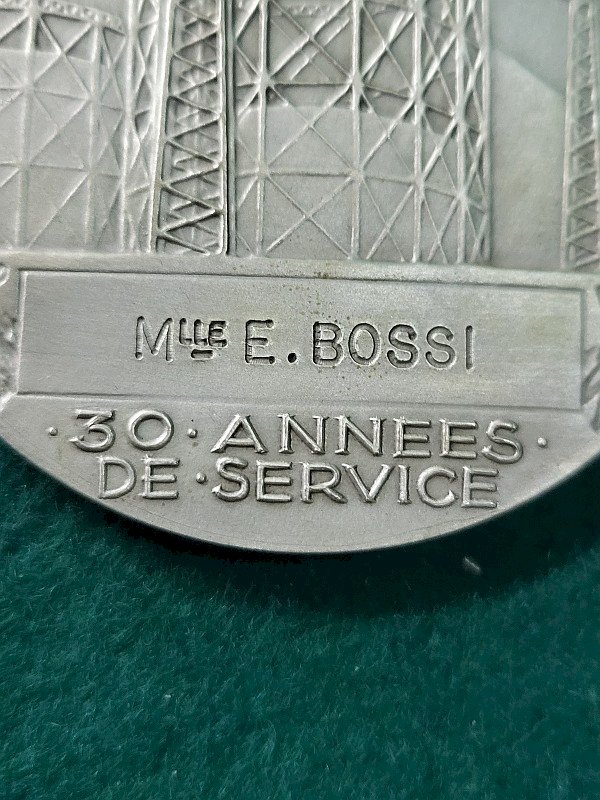 Mlle E. BOSSI
· 30 · ANNEES ·
DE · SERVICE